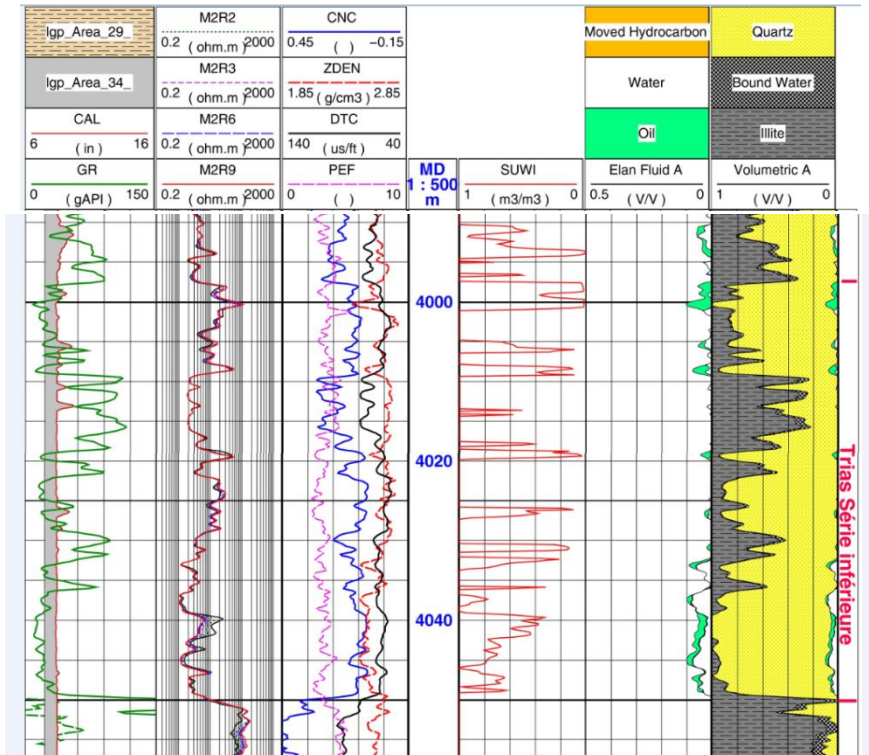 Igp_Area_29_
Igp_Area_34_
CAL
6 (in) 16
GR
0 (gAPI) 150
M2R2
0.2 (ohm.m) 2000
M2R3
0.2 (ohm.m) 2000
M2R6
0.2 (ohm.m) 2000
M2R9
0.2 (ohm.m) 2000
CNC
0.45 ( ) -0.15
ZDEN
1.85 (g/cm3) 2.85
DTC
140 (us/ft) 40
PEF
0 ( ) 10
MD
1 : 500
m
SUWI
1 (m3/m3) 0
Moved Hydrocarbon
Water
Oil
Elan Fluid A
0.5 (V/V) 0
Quartz
Bound Water
Illite
Volumetric A
1 (V/V) 0
4000
4020
4040
Trias Série inférieure